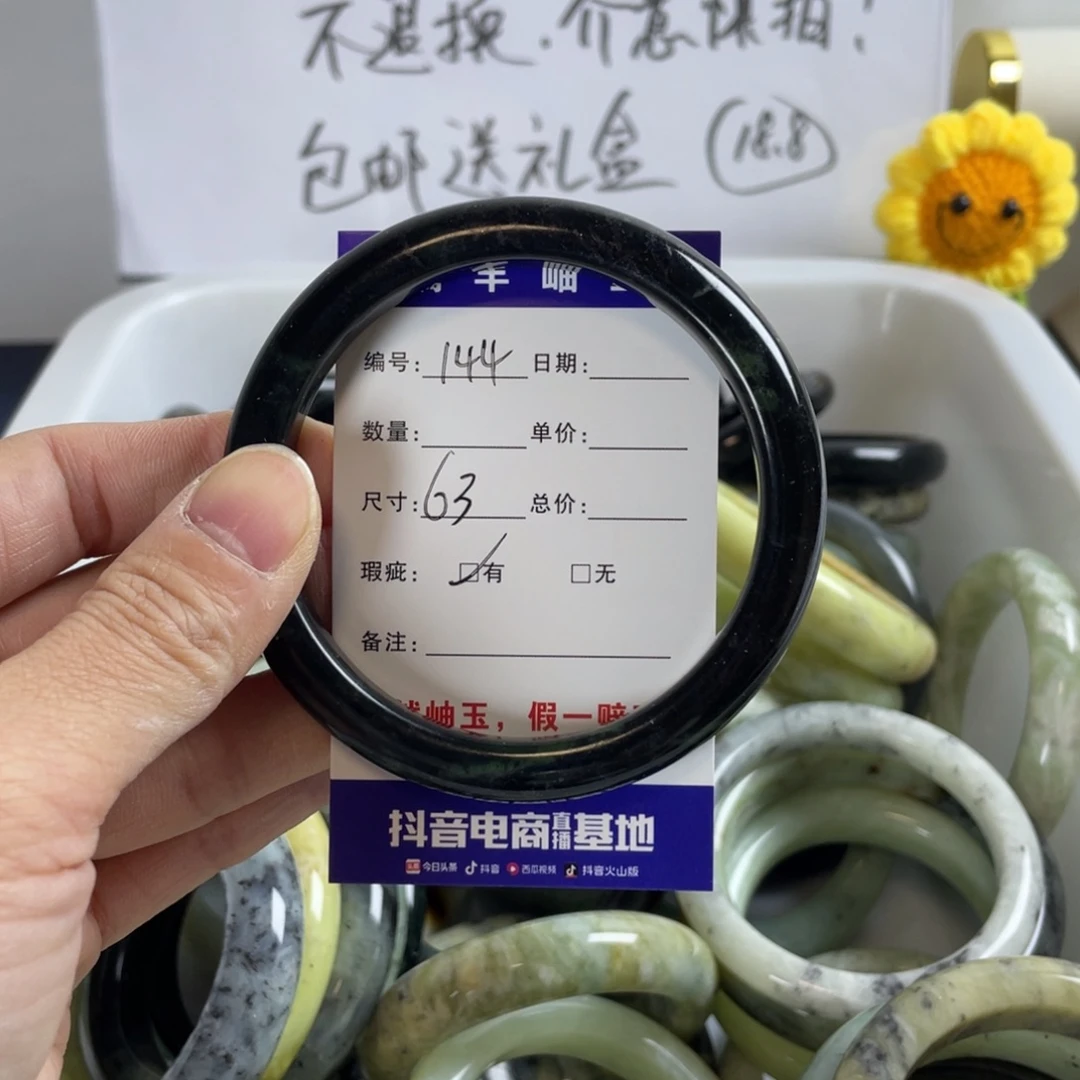 不退换.介意慎拍!
包邮送礼盒 18.8
岫
编号: 144 日期:
数量: 单价:
尺寸: 63 总价:
瑕疵: □有 □无
备注:
岫玉,假一赔
抖音电商直播基地
头条 今日头条 抖音 西瓜视频 抖音火山版